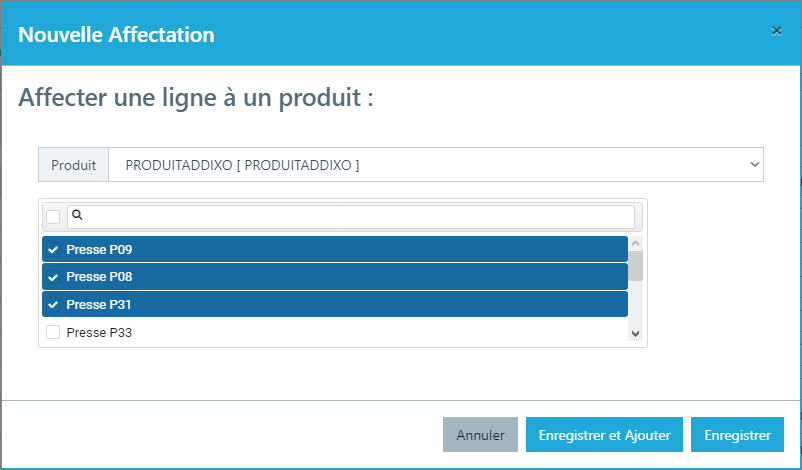 Nouvelle Affectation
Affecter une ligne à un produit :
Produit PRODUITADDIXO [ PRODUITADDIXO ]
Presse P09
Presse P08
Presse P31
Presse P33
Annuler Enregistrer et Ajouter Enregistrer